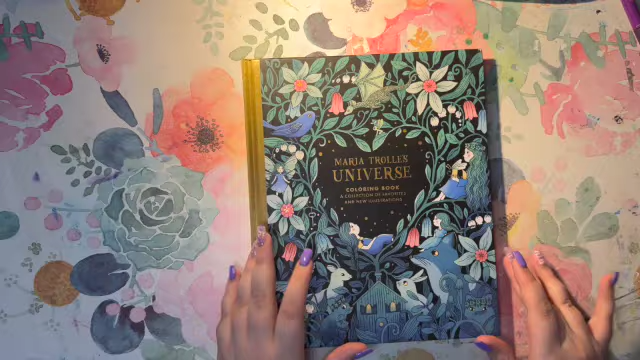 MARIA TROLLE'S
UNIVERSE
COLORING BOOK
A COLLECTION OF FAVORITES
AND NEW ILLUSTRATIONS